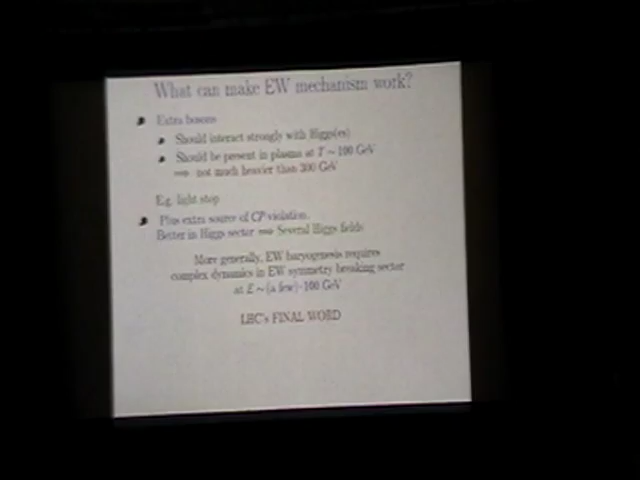 What can make EW mechanism work?
Extra bosons
Should interact strongly with Higgs(es)
Should be present in plasma at T ∼ 100 GeV
⟹ not much heavier than 300 GeV
E.g. light stop
Plus extra source of CP violation.
Better in Higgs sector ⟹ Several Higgs fields
More generally, EW baryogenesis requires
complex dynamics in EW symmetry breaking sector
at E ∼ (a few)·100 GeV
LHC's FINAL WORD